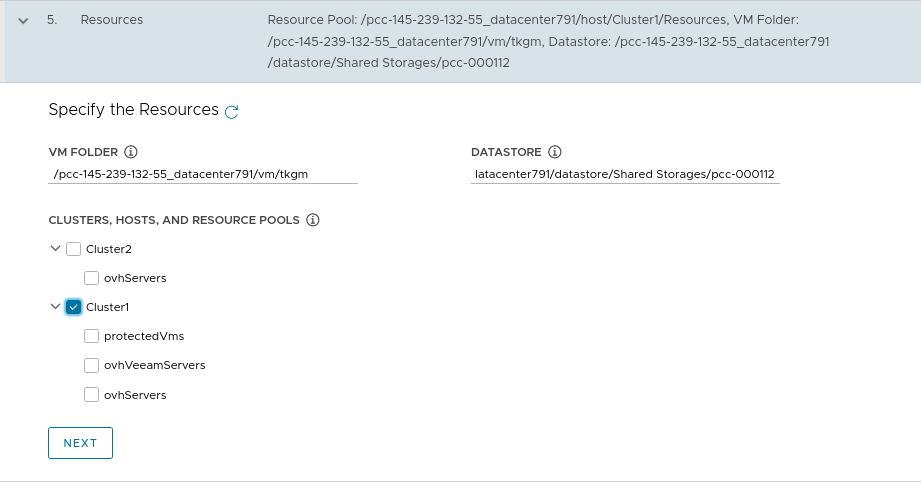 5. Resources
Resource Pool: /pcc-145-239-132-55_datacenter791/host/Cluster1/Resources, VM Folder:
/pcc-145-239-132-55_datacenter791/vm/tkgm, Datastore: /pcc-145-239-132-55_datacenter791
/datastore/Shared Storages/pcc-000112
Specify the Resources
VM FOLDER
DATASTORE
/pcc-145-239-132-55_datacenter791/vm/tkgm
latacenter791/datastore/Shared Storages/pcc-000112
CLUSTERS, HOSTS, AND RESOURCE POOLS
Cluster2
ovhServers
Cluster1
protectedVms
ovhVeeamServers
ovhServers
NEXT